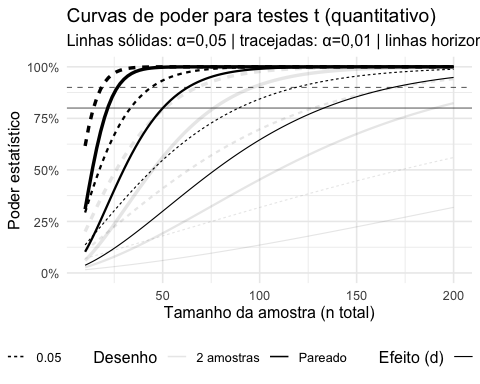 Curvas de poder para testes t (quantitativo)
Linhas sólidas: α=0,05 | tracejadas: α=0,01 | linhas horizor
100%
75%
50%
25%
0%
Poder estatístico
50
100
150
200
Tamanho da amostra (n total)
0.05
Desenho
2 amostras
Pareado
Efeito (d)